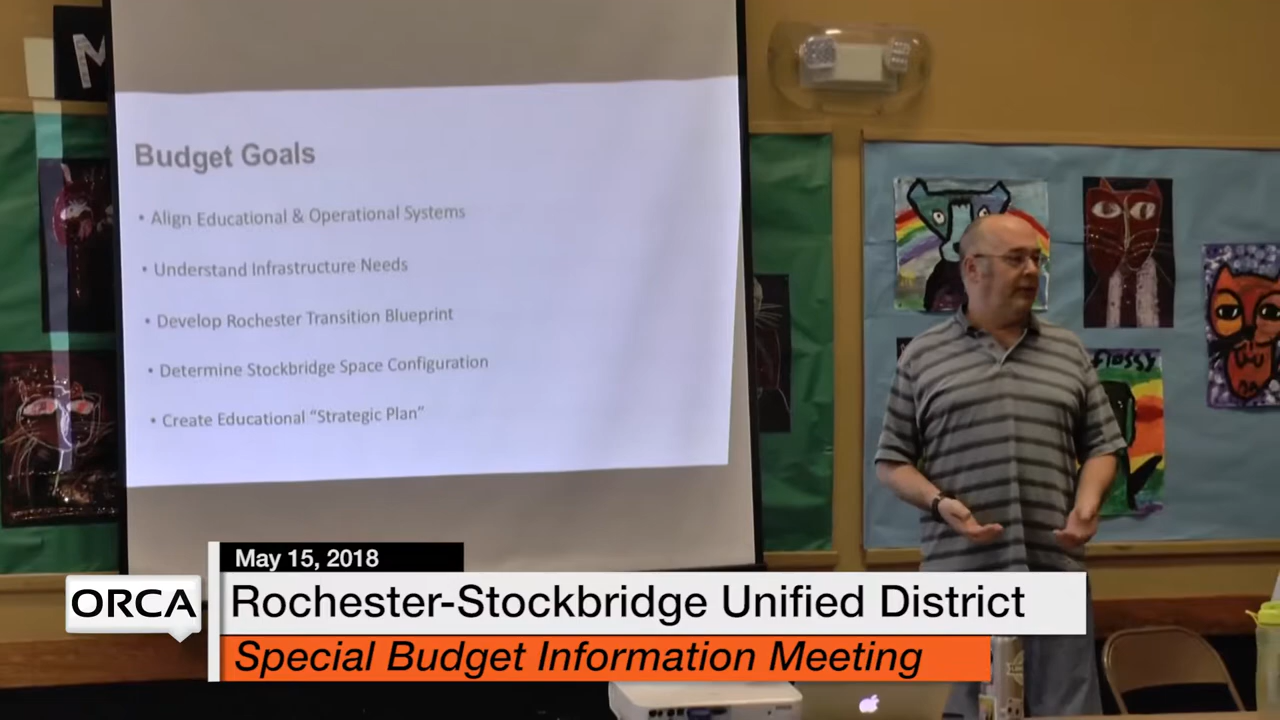 M
Budget Goals
• Align Educational & Operational Systems
• Understand Infrastructure Needs
• Develop Rochester Transition Blueprint
• Determine Stockbridge Space Configuration
• Create Educational “Strategic Plan”
flossy
May 15, 2018
ORCA
Rochester-Stockbridge Unified District
Special Budget Information Meeting